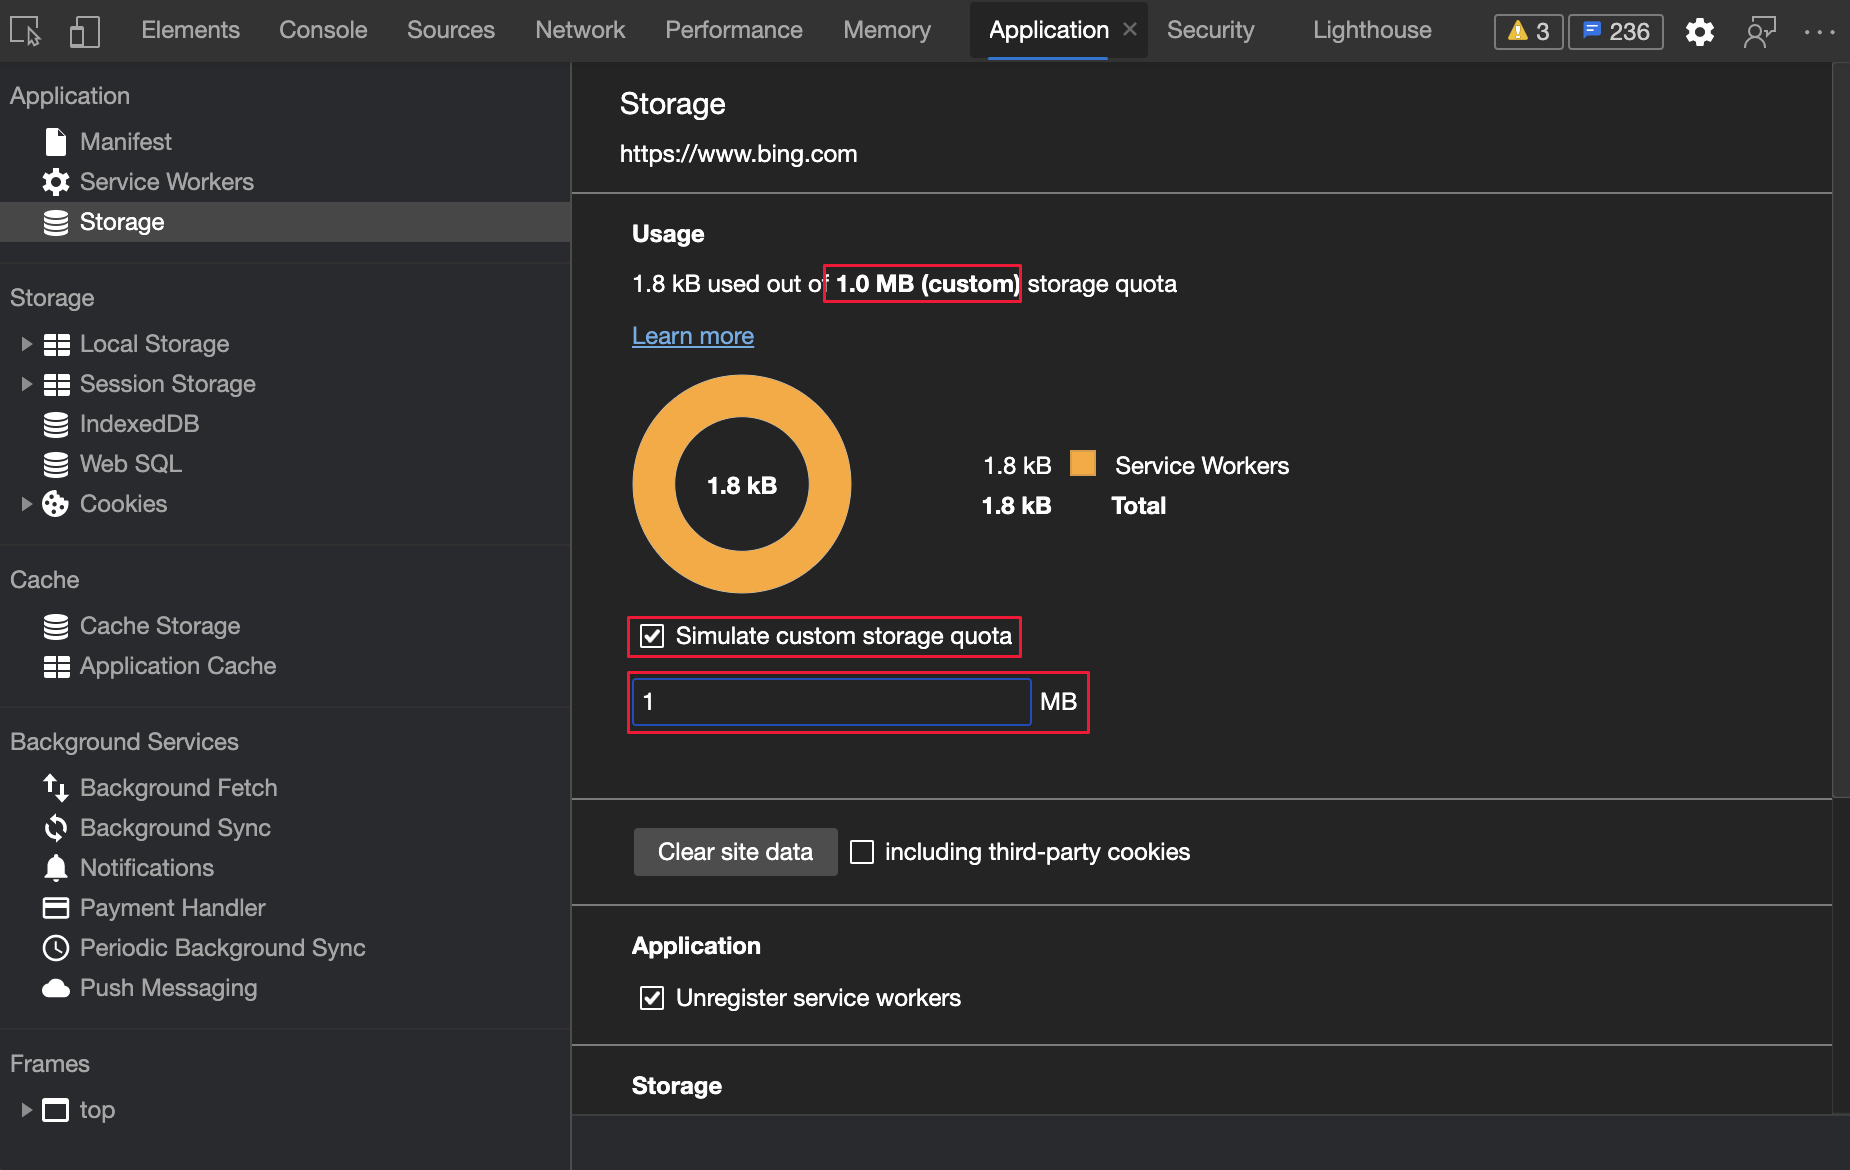 Elements Console Sources Network Performance Memory Application Security Lighthouse 3 236
Application
Manifest
Service Workers
Storage
Storage
Local Storage
Session Storage
IndexedDB
Web SQL
Cookies
Cache
Cache Storage
Application Cache
Background Services
Background Fetch
Background Sync
Notifications
Payment Handler
Periodic Background Sync
Push Messaging
Frames
top
Storage
https://www.bing.com
Usage
1.8 kB used out of 1.0 MB (custom) storage quota
Learn more
1.8 kB
1.8 kB Service Workers
1.8 kB Total
Simulate custom storage quota
1 MB
Clear site data including third-party cookies
Application
Unregister service workers
Storage